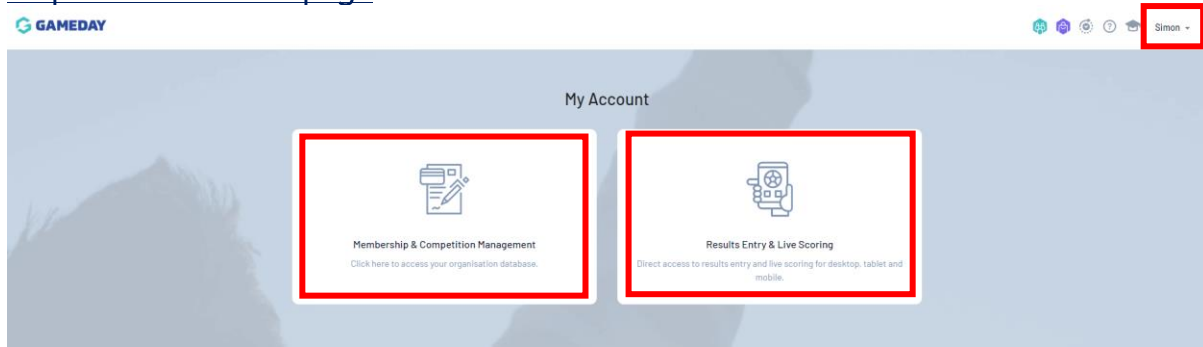 GAMEDAY
Simon
My Account
Membership & Competition Management
Click here to access your organisation database.
Results Entry & Live Scoring
Direct access to results entry and live scoring for desktop, tablet and
mobile.